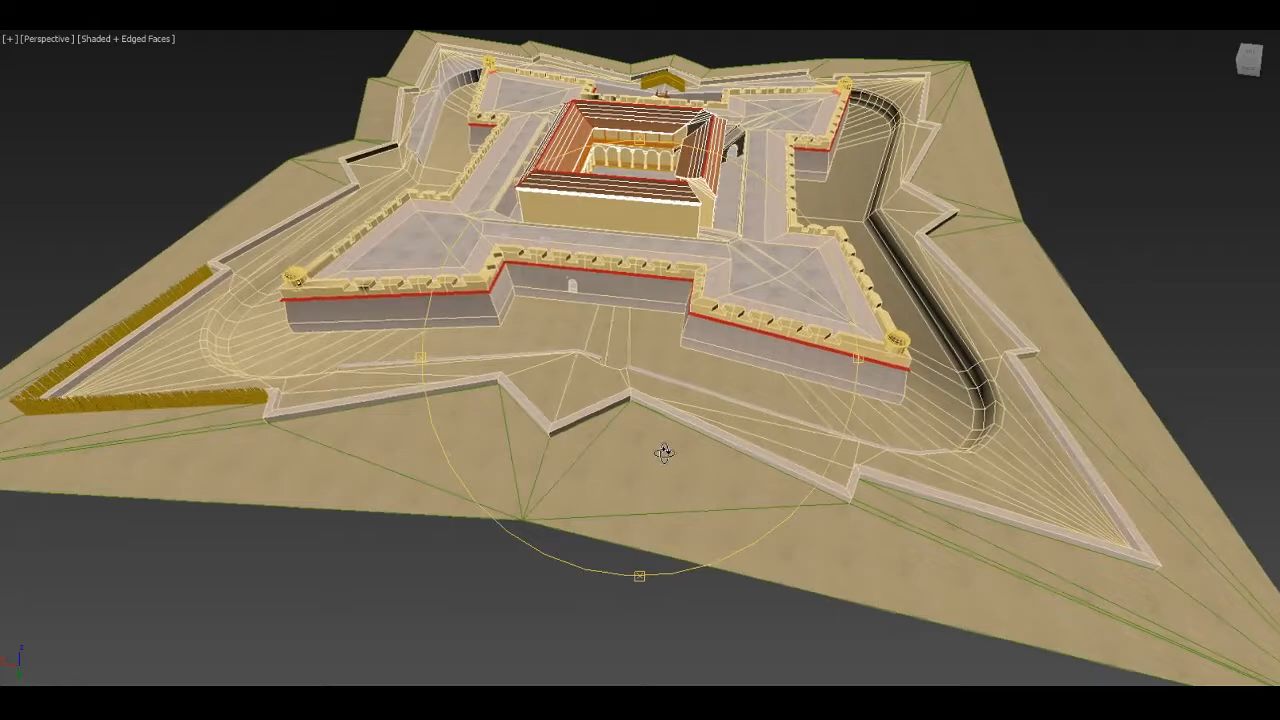 [+] [Perspective ] [Shaded + Edged Faces ]
z